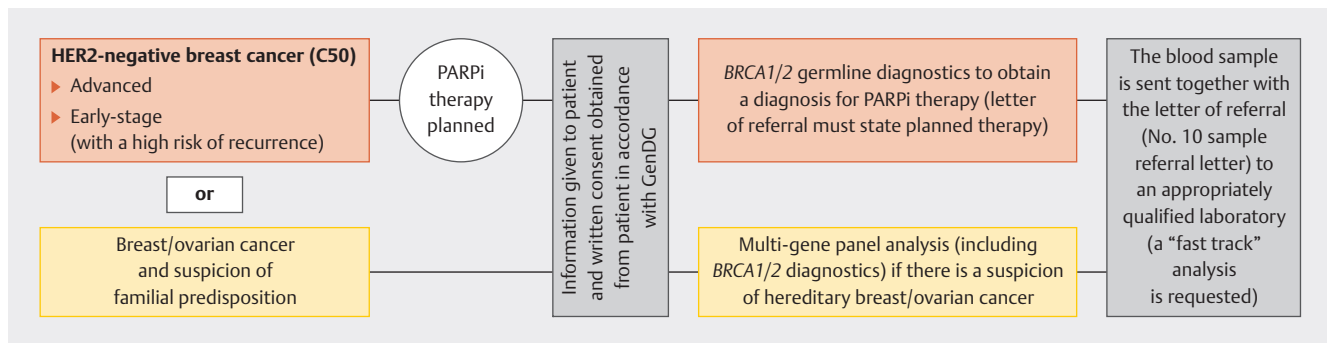 HER2-negative breast cancer (C50)
▶ Advanced
▶ Early-stage
(with a high risk of recurrence)
or
Breast/ovarian cancer
and suspicion of
familial predisposition
PARPi
therapy
planned
Information given to patient
and written consent obtained
from patient in accordance
with GenDG
BRCA1/2 germline diagnostics to obtain
a diagnosis for PARPi therapy (letter
of referral must state planned therapy)
Multi-gene panel analysis (including
BRCA1/2 diagnostics) if there is a suspicion
of hereditary breast/ovarian cancer
The blood sample
is sent together with
the letter of referral
(No. 10 sample
referral letter) to
an appropriately
qualified laboratory
(a “fast track”
analysis
is requested)